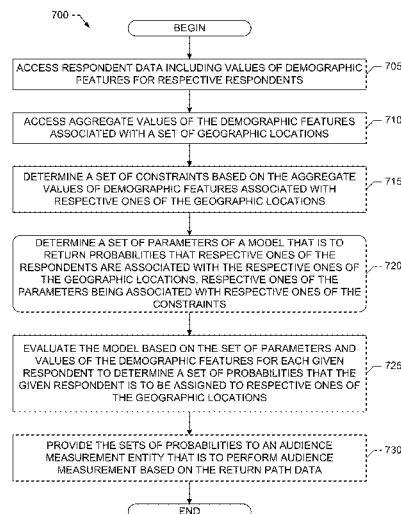 700
BEGIN
ACCESS RESPONDENT DATA INCLUDING VALUES OF DEMOGRAPHIC
FEATURES FOR RESPECTIVE RESPONDENTS
705
ACCESS AGGREGATE VALUES OF THE DEMOGRAPHIC FEATURES
ASSOCIATED WITH A SET OF GEOGRAPHIC LOCATIONS
710
DETERMINE A SET OF CONSTRAINTS BASED ON THE AGGREGATE
VALUES OF DEMOGRAPHIC FEATURES ASSOCIATED WITH
RESPECTIVE ONES OF THE GEOGRAPHIC LOCATIONS
715
DETERMINE A SET OF PARAMETERS OF A MODEL THAT IS TO
RETURN PROBABILITIES THAT RESPECTIVE ONES OF THE
RESPONDENTS ARE ASSOCIATED WITH THE RESPECTIVE ONES OF
THE GEOGRAPHIC LOCATIONS, RESPECTIVE ONES OF THE
PARAMETERS BEING ASSOCIATED WITH RESPECTIVE ONES OF THE
CONSTRAINTS
720
EVALUATE THE MODEL BASED ON THE SET OF PARAMETERS AND
VALUES OF THE DEMOGRAPHIC FEATURES FOR EACH GIVEN
RESPONDENT TO DETERMINE A SET OF PROBABILITIES THAT THE
GIVEN RESPONDENT IS TO BE ASSIGNED TO RESPECTIVE ONES OF
THE GEOGRAPHIC LOCATIONS
725
PROVIDE THE SETS OF PROBABILITIES TO AN AUDIENCE
MEASUREMENT ENTITY THAT IS TO PERFORM AUDIENCE
MEASUREMENT BASED ON THE RETURN PATH DATA
730
END